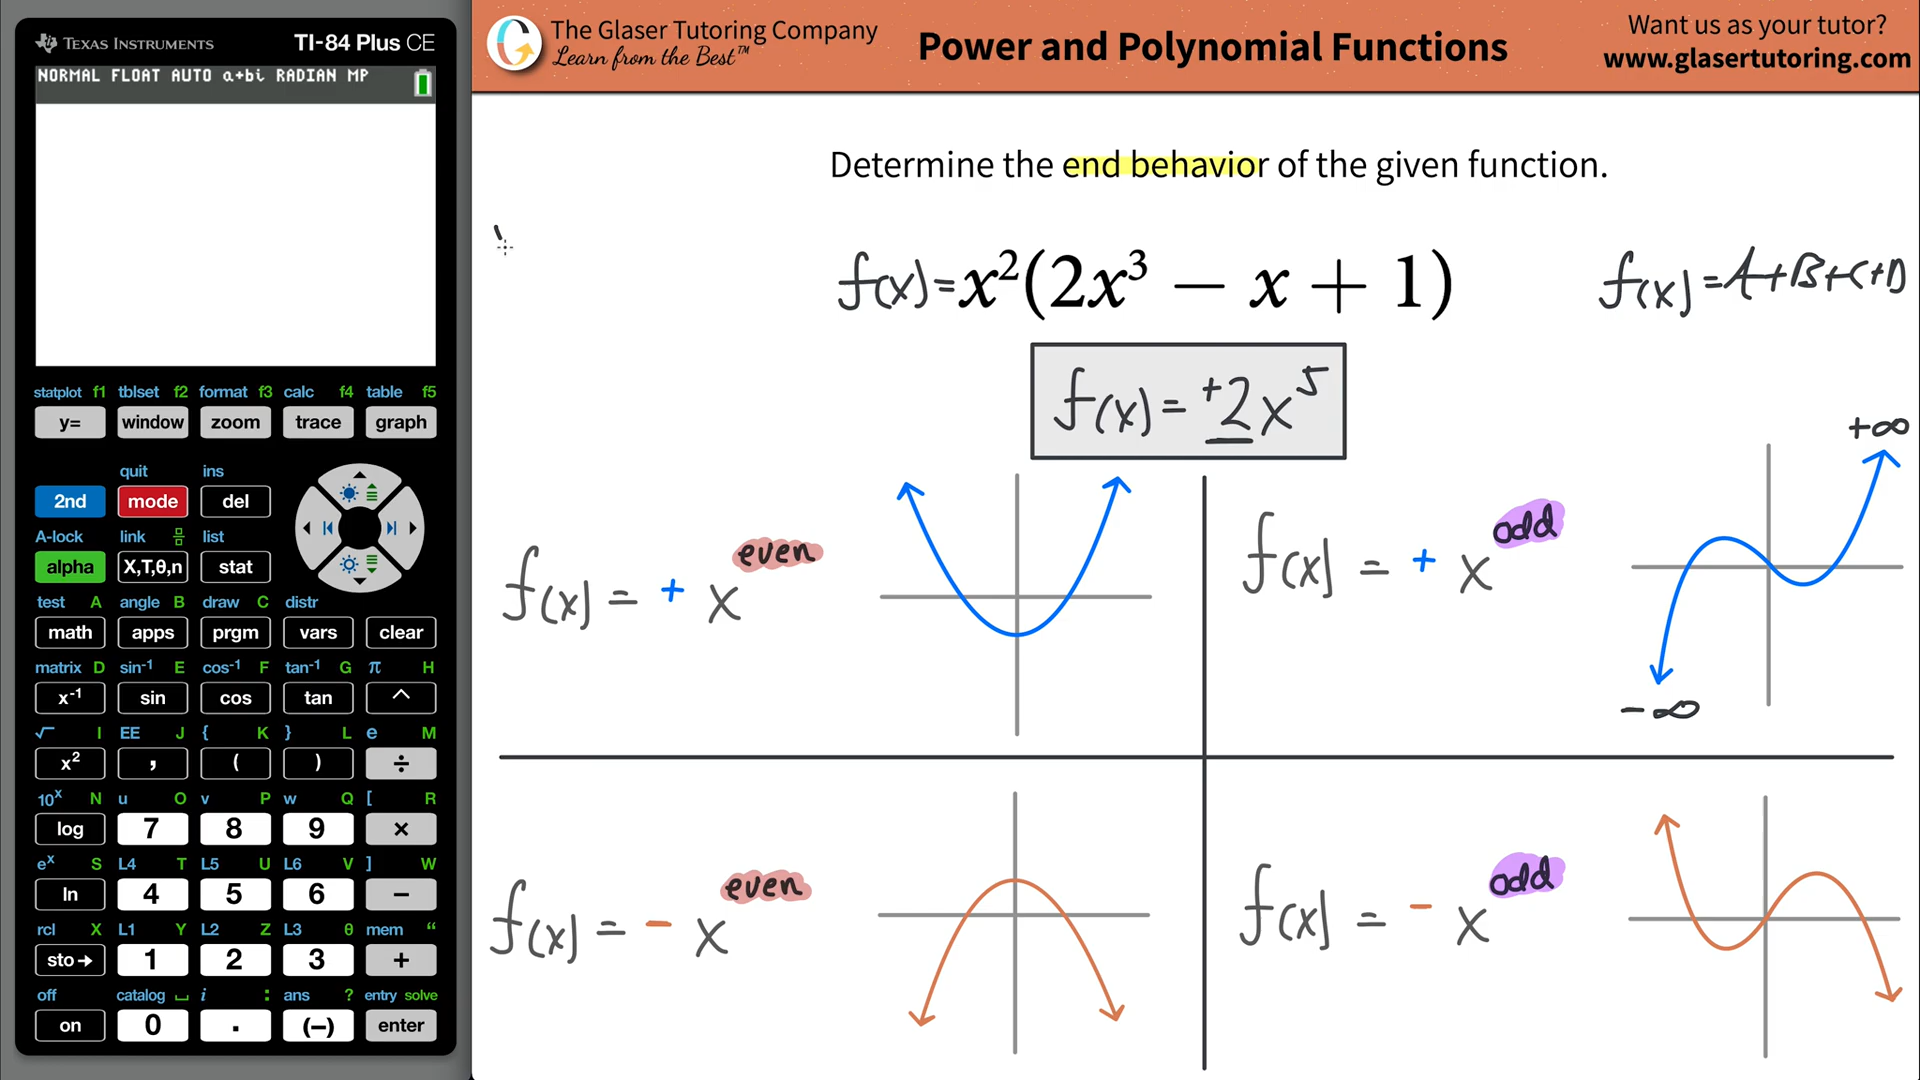 TEXAS INSTRUMENTS TI-84 Plus CE
NORMAL FLOAT AUTO a+bi RADIAN MP
statplot f1 tblset f2 format f3 calc f4 table f5
y= window zoom trace graph
quit ins
2nd mode del
A-lock link list
alpha X,T,θ,n stat
test A angle B draw C distr
math apps prgm vars clear
matrix D sin⁻¹ E cos⁻¹ F tan⁻¹ G π H
x⁻¹ sin cos tan ^
√ I EE J { K } L e M
x² , ( ) ÷
10ˣ N u O v P w Q [ R
log 7 8 9 ×
eˣ S L4 T L5 U L6 V ] W
ln 4 5 6 −
rcl X L1 Y L2 Z L3 θ mem “
sto→ 1 2 3 +
off catalog ⎵ i : ans ? entry solve
on 0 . (−) enter
The Glaser Tutoring Company
Learn from the Best™
Power and Polynomial Functions
Want us as your tutor?
www.glasertutoring.com
Determine the end behavior of the given function.
f(x)=x²(2x³ − x + 1)
f(x)=A+B+C+D
f(x)=+2x⁵
f(x) = + x^even
f(x) = + x^odd
+∞
-∞
f(x) = - x^even
f(x) = - x^odd